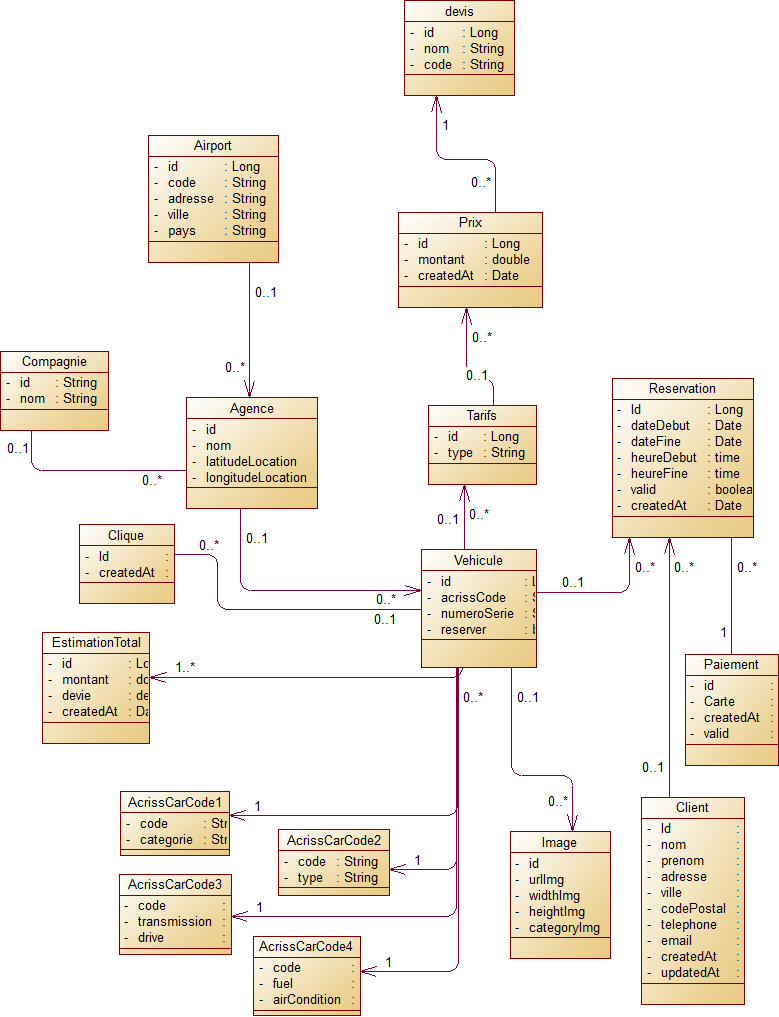 devis
- id : Long
- nom : String
- code : String
1
0..*
Airport
- id : Long
- code : String
- adresse : String
- ville : String
- pays : String
0..1
0..*
Prix
- id : Long
- montant : double
- createdAt : Date
0..*
0..1
Compagnie
- id : String
- nom : String
0..1
0..*
Agence
- id
- nom
- latitudeLocation
- longitudeLocation
0..1
0..*
Tarifs
- id : Long
- type : String
0..1
0..*
Reservation
- Id : Long
- dateDebut : Date
- dateFine : Date
- heureDebut : time
- heureFine : time
- valid : boolea
- createdAt : Date
0..1
0..*
0..*
0..*
Clique
- Id :
- createdAt :
0..*
0..1
Vehicule
- id : L
- acrissCode : S
- numeroSerie : S
- reserver : b
EstimationTotal
- id : Lo
- montant : do
- devie : de
- createdAt : Da
1..*
0..*
0..1
0..*
1
Paiement
- id :
- Carte :
- createdAt :
- valid :
0..1
AcrissCarCode1
- code : Str
- categorie : Str
1
AcrissCarCode2
- code : String
- type : String
1
AcrissCarCode3
- code :
- transmission :
- drive :
1
AcrissCarCode4
- code :
- fuel :
- airCondition :
1
Image
- id
- urlImg
- widthImg
- heightImg
- categoryImg
Client
- Id :
- nom :
- prenom :
- adresse :
- ville :
- codePostal :
- telephone :
- email :
- createdAt :
- updatedAt :